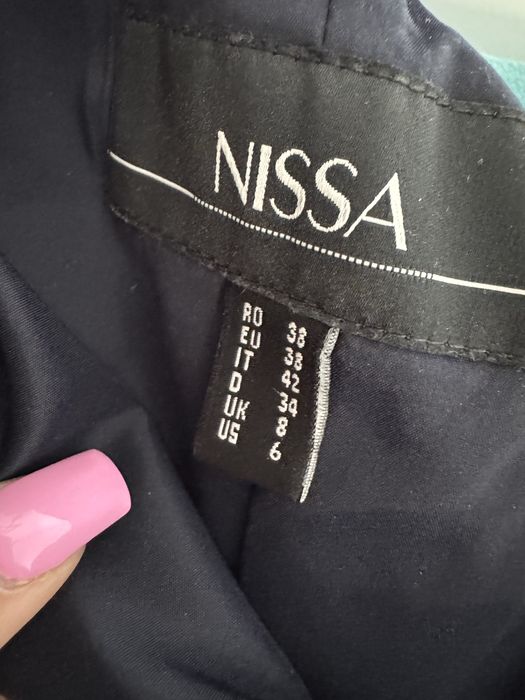 NISSA
RO 38
EU 38
IT 42
D 34
UK 8
US 6